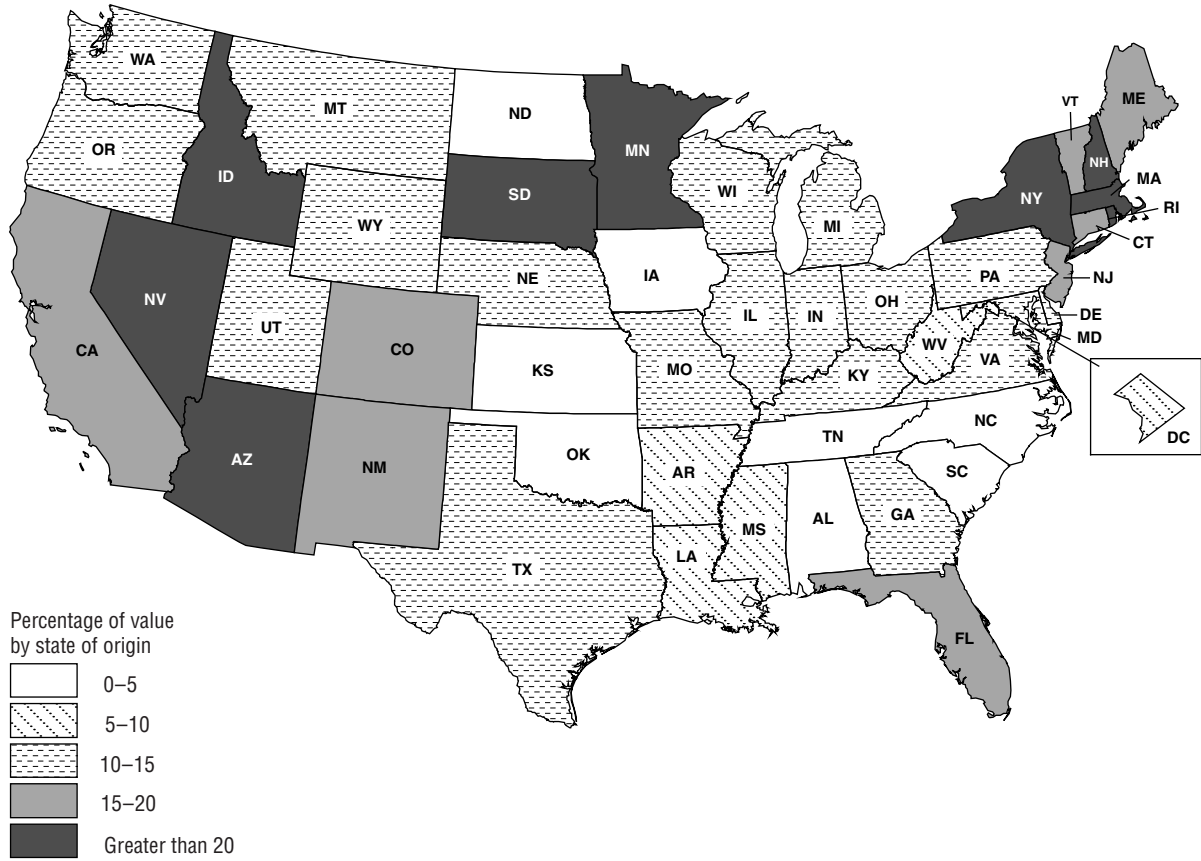 WA
MT
ND
MN
VT
ME
OR
ID
SD
WI
NH
NY
MA
WY
MI
RI
CT
IA
NE
PA
NJ
NV
OH
UT
IL
IN
DE
CA
CO
WV
MD
KS
MO
VA
KY
NC
DC
TN
OK
AZ
NM
AR
SC
MS
AL
GA
LA
TX
FL
Percentage of value
by state of origin
0–5
5–10
10–15
15–20
Greater than 20